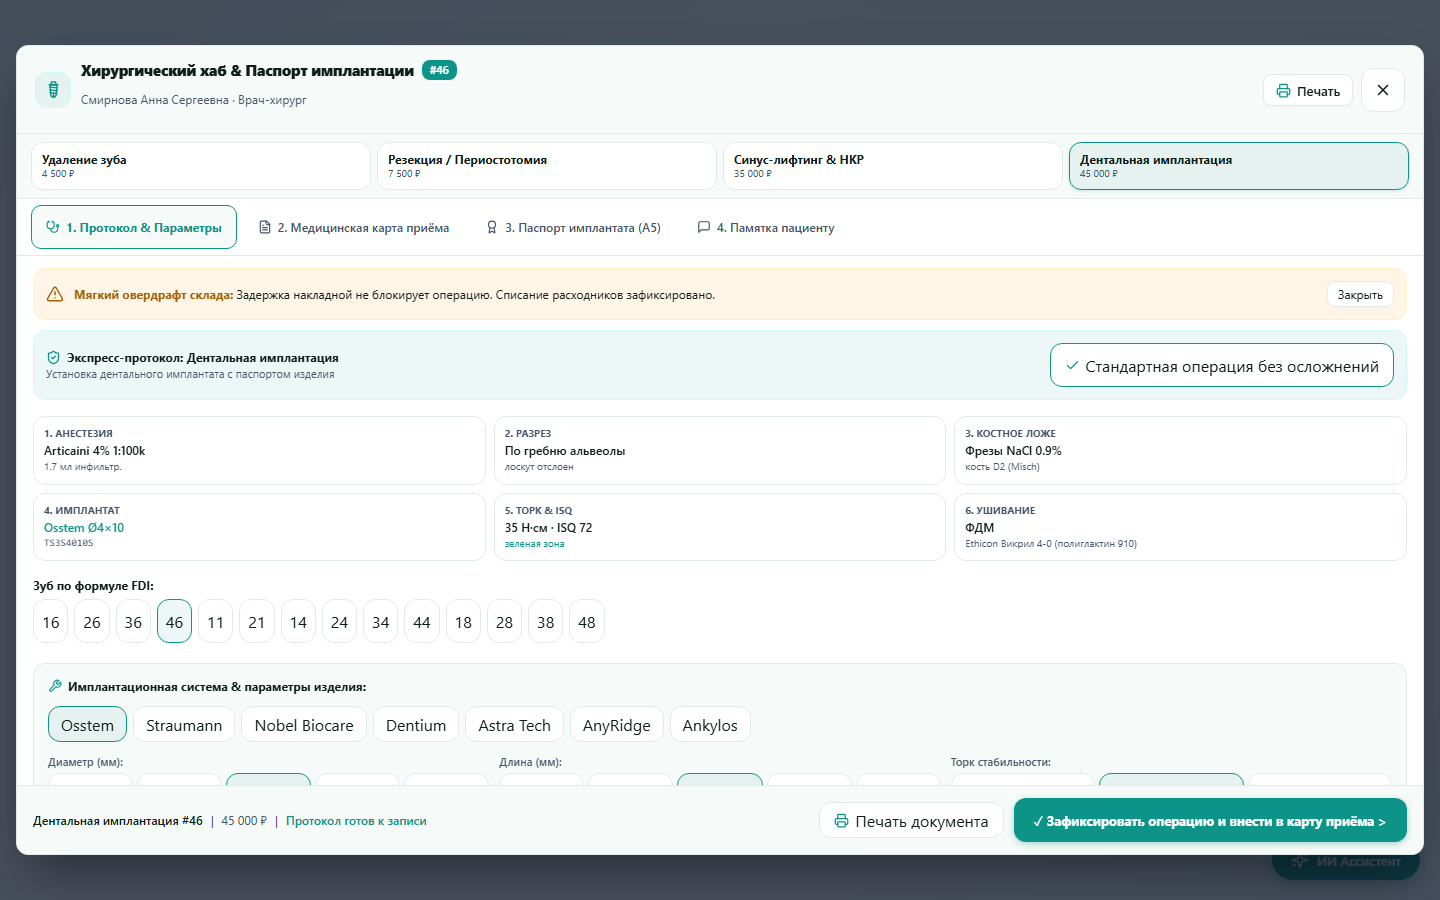 Хирургический хаб & Паспорт имплантации #46
Смирнова Анна Сергеевна · Врач-хирург
Печать
Удаление зуба
4 500 ₽
Резекция / Периостотомия
7 500 ₽
Синус-лифтинг & НКР
35 000 ₽
Дентальная имплантация
45 000 ₽
1. Протокол & Параметры
2. Медицинская карта приёма
3. Паспорт имплантата (А5)
4. Памятка пациенту
Мягкий овердрафт склада: Задержка накладной не блокирует операцию. Списание расходников зафиксировано.
Закрыть
Экспресс-протокол: Дентальная имплантация
Установка дентального имплантата с паспортом изделия
Стандартная операция без осложнений
1. АНЕСТЕЗИЯ
Articaini 4% 1:100k
1.7 мл инфильтр.
2. РАЗРЕЗ
По гребню альвеолы
лоскут отслоен
3. КОСТНОЕ ЛОЖЕ
Фрезы NaCl 0.9%
кость D2 (Misch)
4. ИМПЛАНТАТ
Osstem Ø4×10
TS3S4010S
5. ТОРК & ISQ
35 Н·см · ISQ 72
зеленая зона
6. УШИВАНИЕ
ФДМ
Ethicon Викрил 4-0 (полиглактин 910)
Зуб по формуле FDI:
16 26 36 46 11 21 14 24 34 44 18 28 38 48
Имплантационная система & параметры изделия:
Osstem Straumann Nobel Biocare Dentium Astra Tech AnyRidge Ankylos
Диаметр (мм):
Длина (мм):
Торк стабильности:
Дентальная имплантация #46 | 45 000 ₽ | Протокол готов к записи
Печать документа
✓ Зафиксировать операцию и внести в карту приёма >
ИИ Ассистент